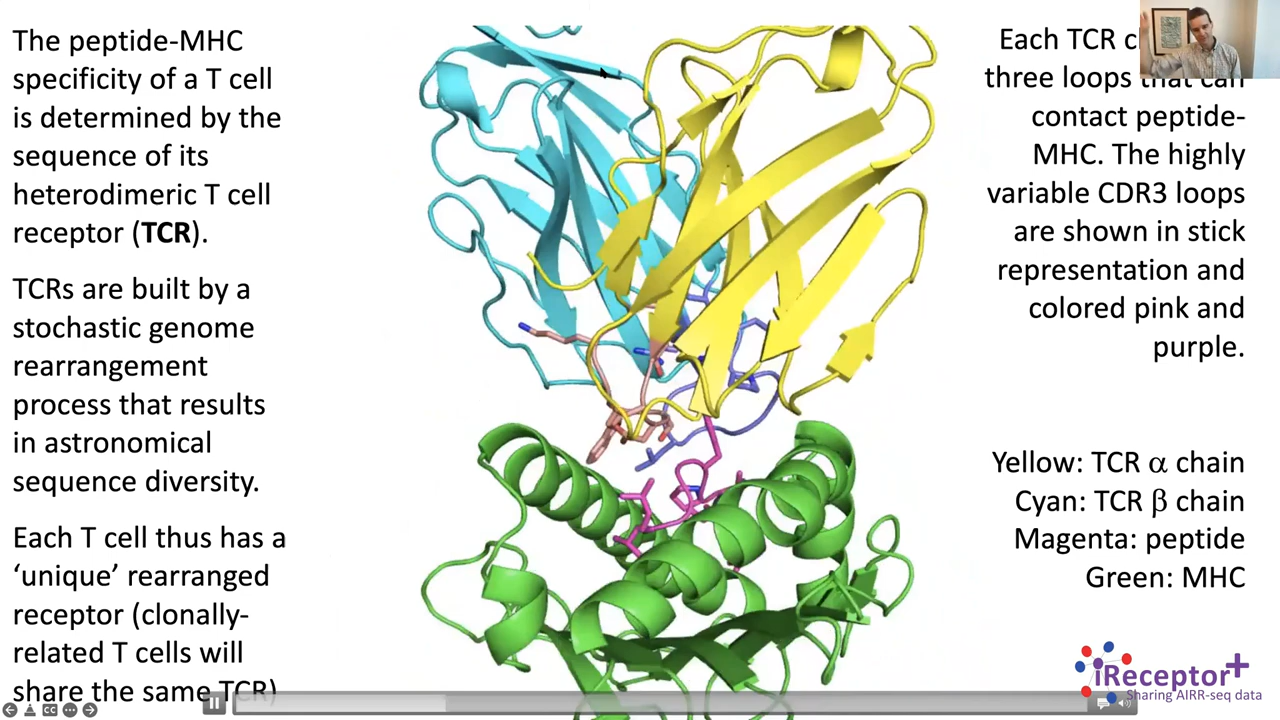 The peptide-MHC
specificity of a T cell
is determined by the
sequence of its
heterodimeric T cell
receptor (TCR).
TCRs are built by a
stochastic genome
rearrangement
process that results
in astronomical
sequence diversity.
Each T cell thus has a
‘unique’ rearranged
receptor (clonally-
related T cells will
share the same TCR)
Each TCR
three loops that can
contact peptide-
MHC. The highly
variable CDR3 loops
are shown in stick
representation and
colored pink and
purple.
Yellow: TCR α chain
Cyan: TCR β chain
Magenta: peptide
Green: MHC
iReceptor+
Sharing AIRR-seq data
CC